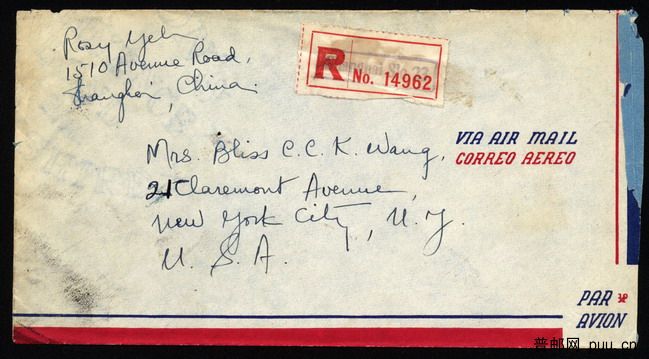 Rosy Yeh
1510 Avenue Road,
Shanghai, China.
R
No. 14962
VIA AIR MAIL
CORREO AEREO
Mrs. Bliss C. C. K. Wang,
21 Claremont Avenue,
New York City, N. Y.
U. S. A.
PAR
AVION
普邮网 puu.cn